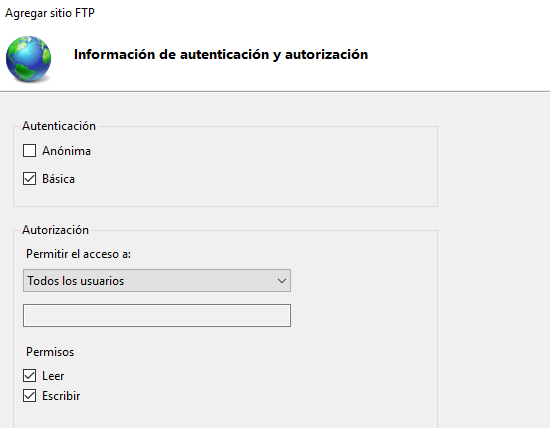 Agregar sitio FTP
Información de autenticación y autorización
Autenticación
Anónima
Básica
Autorización
Permitir el acceso a:
Todos los usuarios
Permisos
Leer
Escribir